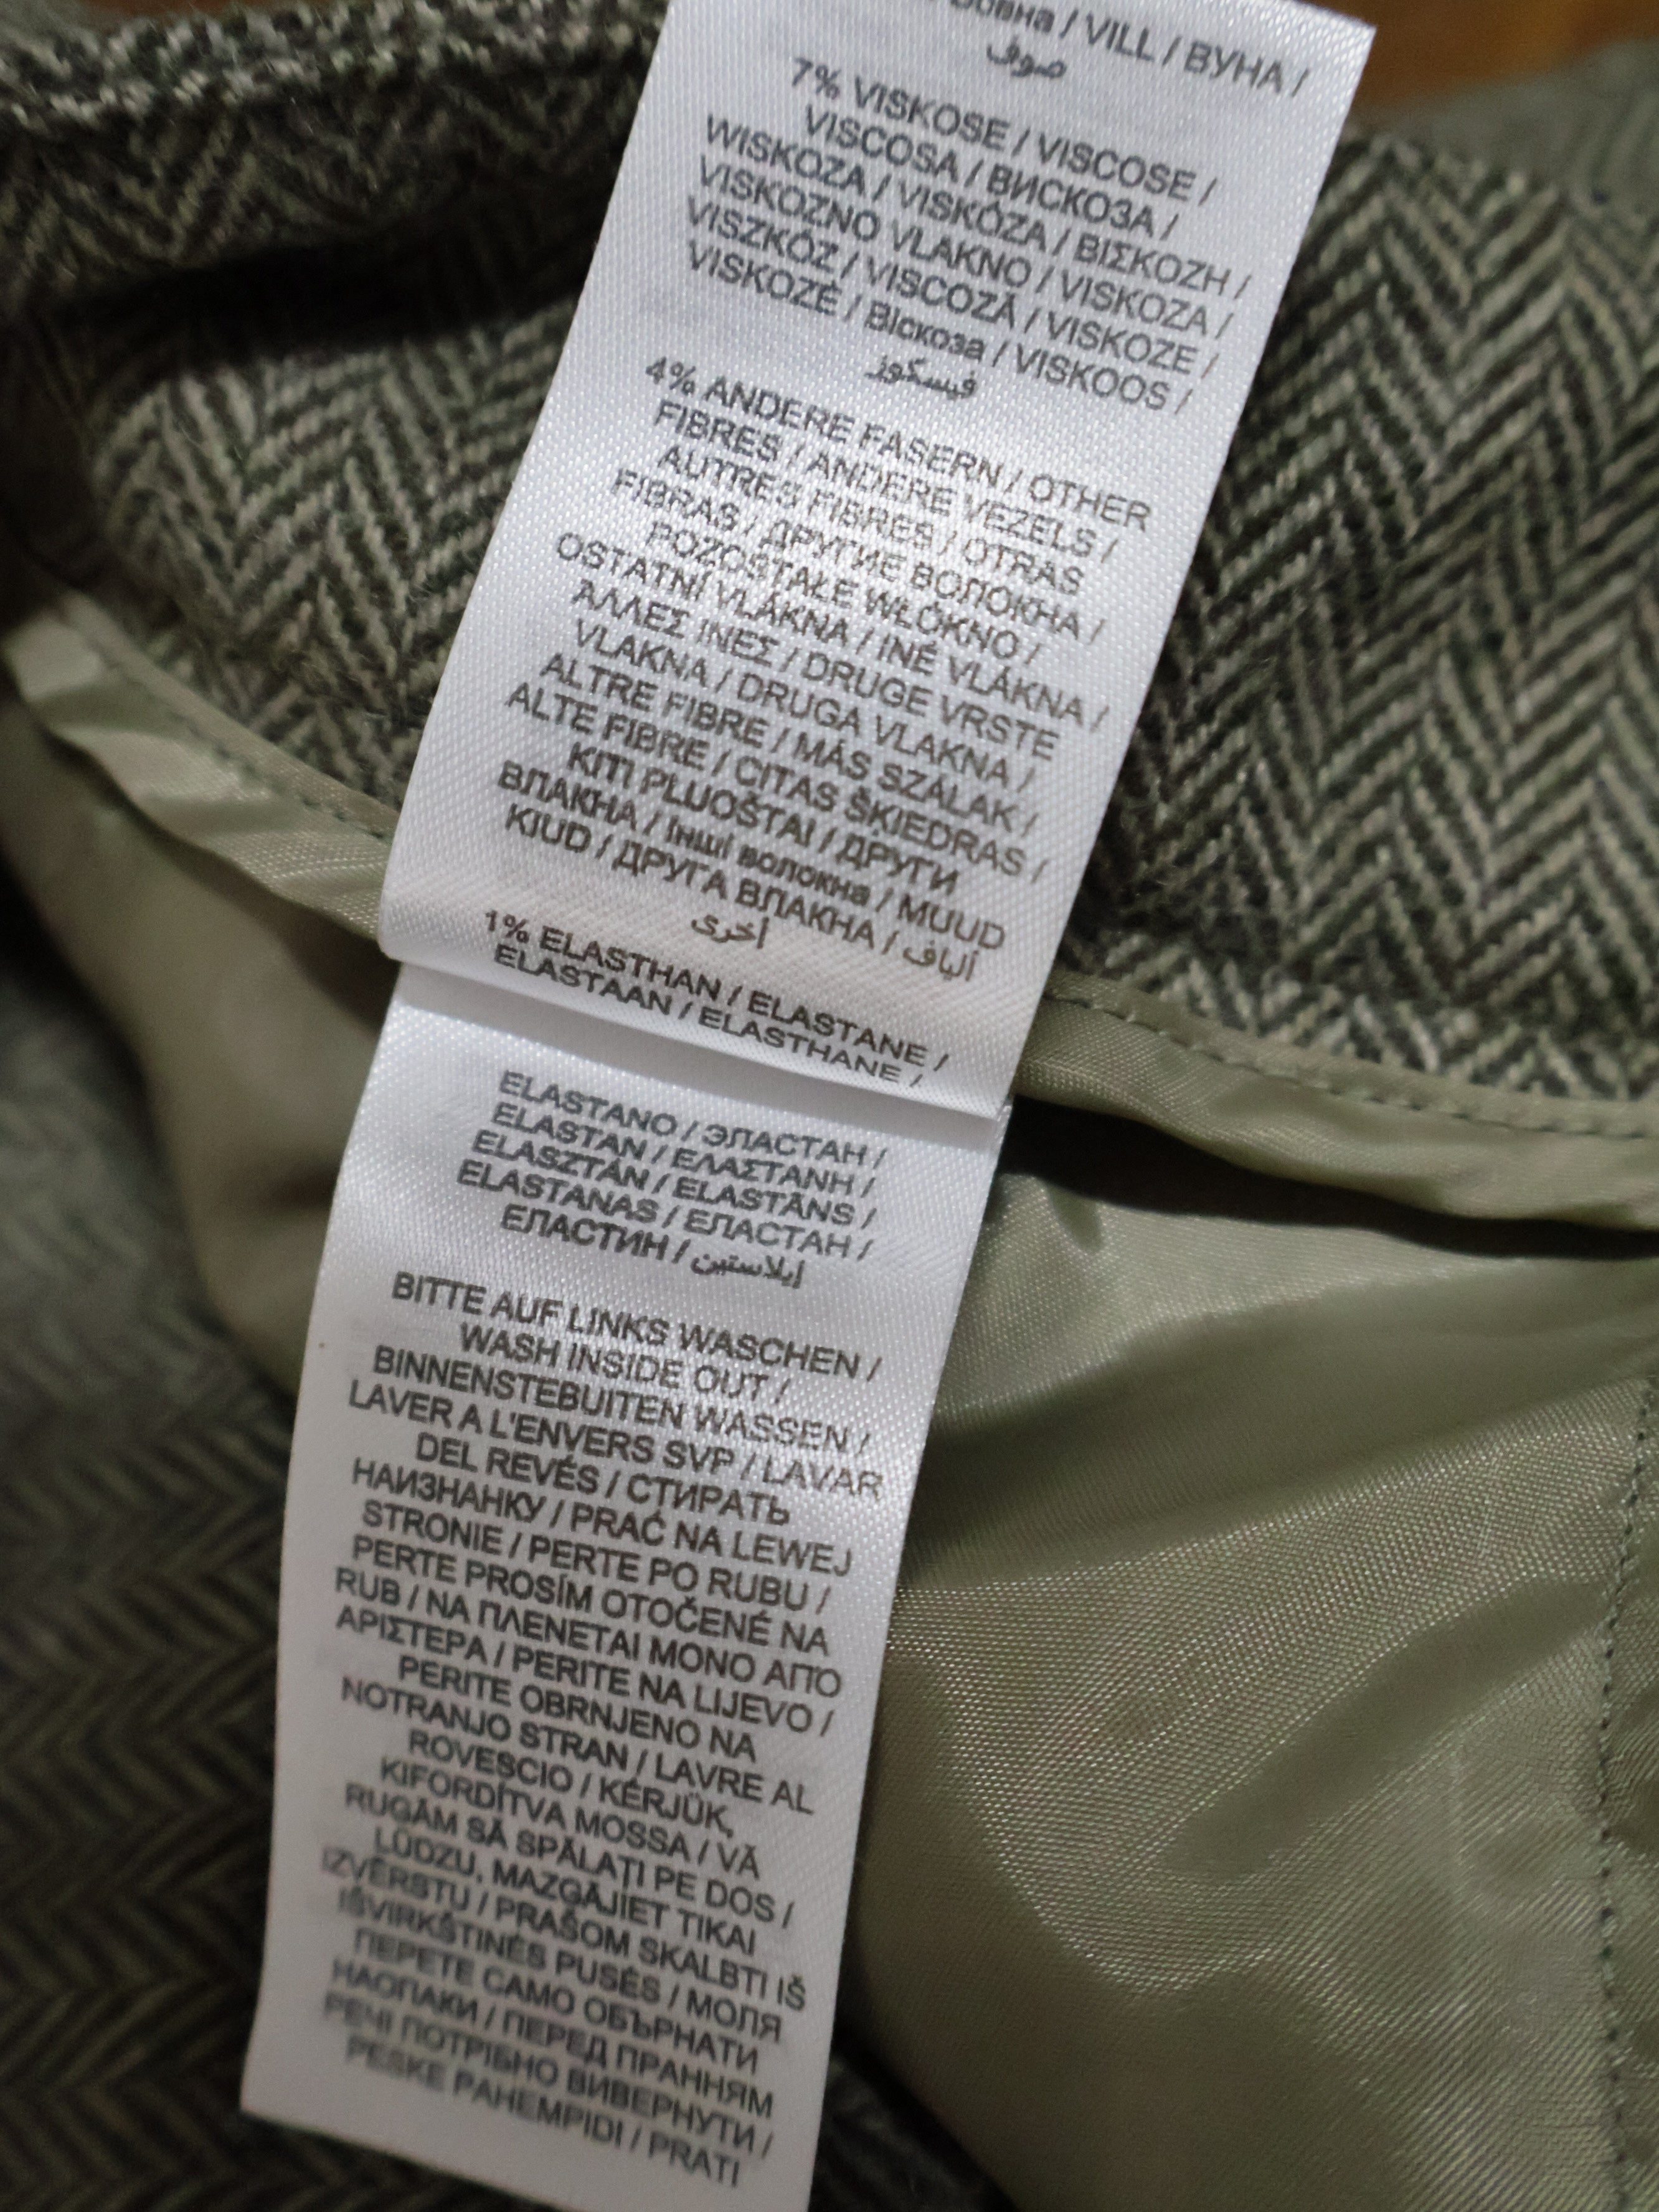 Вовна / VILL / ВУНА /
صوف
7% VISKOSE / VISCOSE /
VISCOSA / ВИСКОЗА /
WISKOZA / VISKÓZA / ΒΙΣΚΟΖΗ /
VISKOZNO VLAKNO / VISKOZA /
VISZKÓZ / VISCOZĂ / VISKOZE /
VISKOZĖ / Віскоза / VISKOOS /
فيسكوز
4% ANDERE FASERN / OTHER
FIBRES / ANDERE VEZELS /
AUTRES FIBRES / OTRAS
FIBRAS / ДРУГИЕ ВОЛОКНА /
POZOSTAŁE WŁÓKNO /
OSTATNÍ VLÁKNA / INÉ VLÁKNA /
ΆΛΛΕΣ ΙΝΕΣ / DRUGE VRSTE
VLAKNA / DRUGA VLAKNA /
ALTRE FIBRE / MÁS SZÁLAK /
ALTE FIBRE / CITAS ŠĶIEDRAS /
KITI PLUOŠTAI / ДРУГИ
ВЛАКНА / Інші волокна / MUUD
KIUD / ДРУГА ВЛАКНА / ألياف
أخرى
1% ELASTHAN / ELASTANE /
ELASTAAN / ELASTHANE /
ELASTANO / ЭЛАСТАН /
ELASTAN / ΕΛΑΣΤΑΝΗ /
ELASZTÁN / ELASTĀNS /
ELASTANAS / ЕЛАСТАН /
ЕЛАСТИН / إيلاستين
BITTE AUF LINKS WASCHEN /
WASH INSIDE OUT /
BINNENSTEBUITEN WASSEN /
LAVER A L'ENVERS SVP / LAVAR
DEL REVÉS / СТИРАТЬ
НАИЗНАНКУ / PRAĆ NA LEWEJ
STRONIE / PERTE PO RUBU /
PERTE PROSÍM OTOČENÉ NA
RUB / ΝΑ ΠΛΕΝΕΤΑΙ ΜΟΝΟ ΑΠΟ
ΑΡΙΣΤΕΡΑ / PERITE NA LIJEVO /
PERITE OBRNJENO NA
NOTRANJO STRAN / LAVRE AL
ROVESCIO / KÉRJÜK,
KIFORDÍTVA MOSSA / VĂ
RUGĂM SĂ SPĂLAȚI PE DOS /
LŪDZU, MAZGĀJIET TIKAI
IZVĒRSTU / PRAŠOM SKALBTI IŠ
IŠVIRKŠTINĖS PUSĖS / МОЛЯ
ПЕРЕТЕ САМО ОБЪРНАТИ
НАОПАКИ / ПЕРЕД ПРАННЯМ
РЕЧІ ПОТРІБНО ВИВЕРНУТИ /
PESKE PAHEMPIDI / PRATI